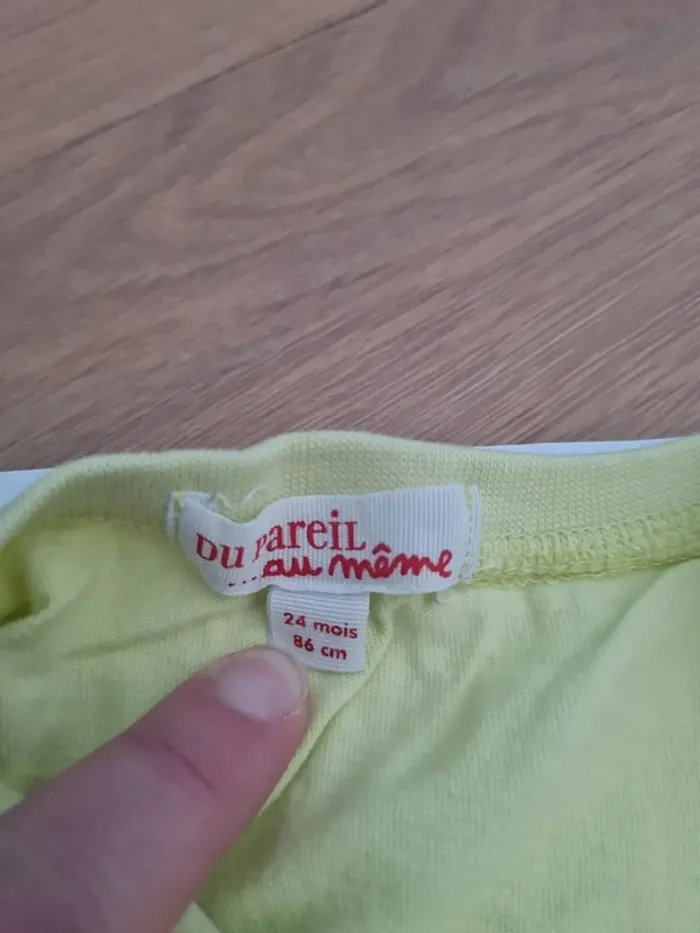 DU PareiL
...au même
24 mois
86 cm